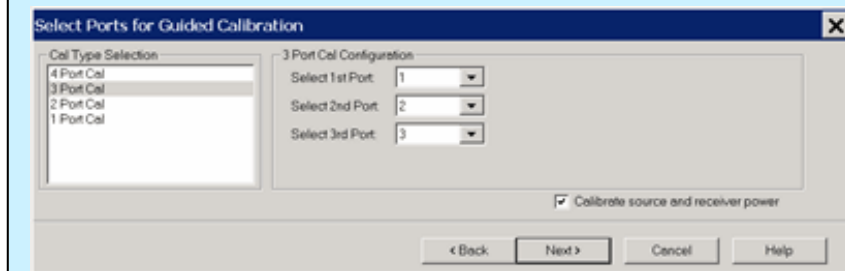 Select Ports for Guided Calibration
Cal Type Selection
4 Port Cal
3 Port Cal
2 Port Cal
1 Port Cal
3 Port Cal Configuration
Select 1st Port: 1
Select 2nd Port: 2
Select 3rd Port: 3
Calibrate source and receiver power
< Back
Next >
Cancel
Help